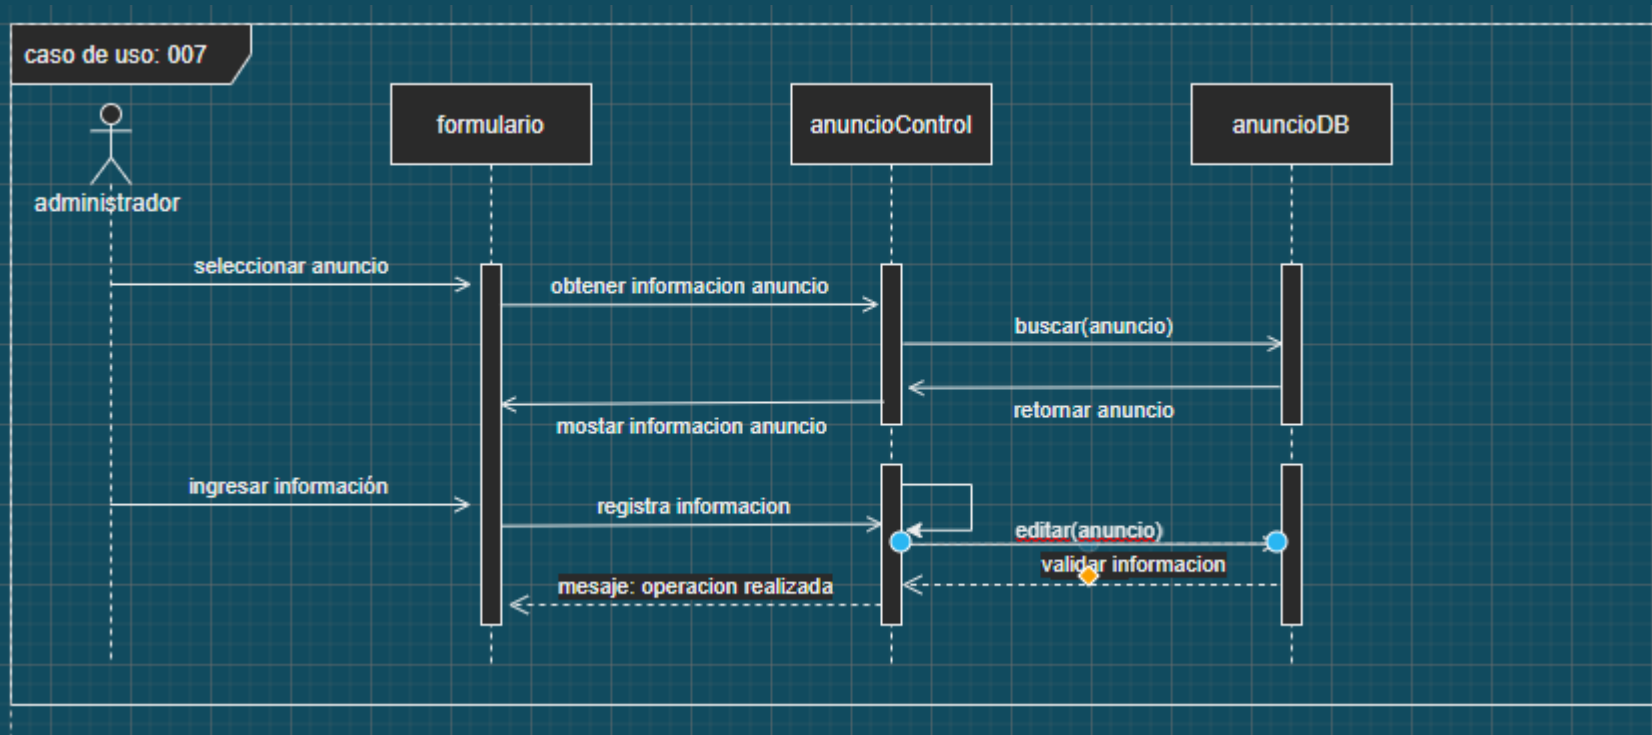 caso de uso: 007
formulario
anuncioControl
anuncioDB
administrador
seleccionar anuncio
obtener informacion anuncio
buscar(anuncio)
retornar anuncio
mostar informacion anuncio
ingresar información
registra informacion
editar(anuncio)
validar informacion
mesaje: operacion realizada